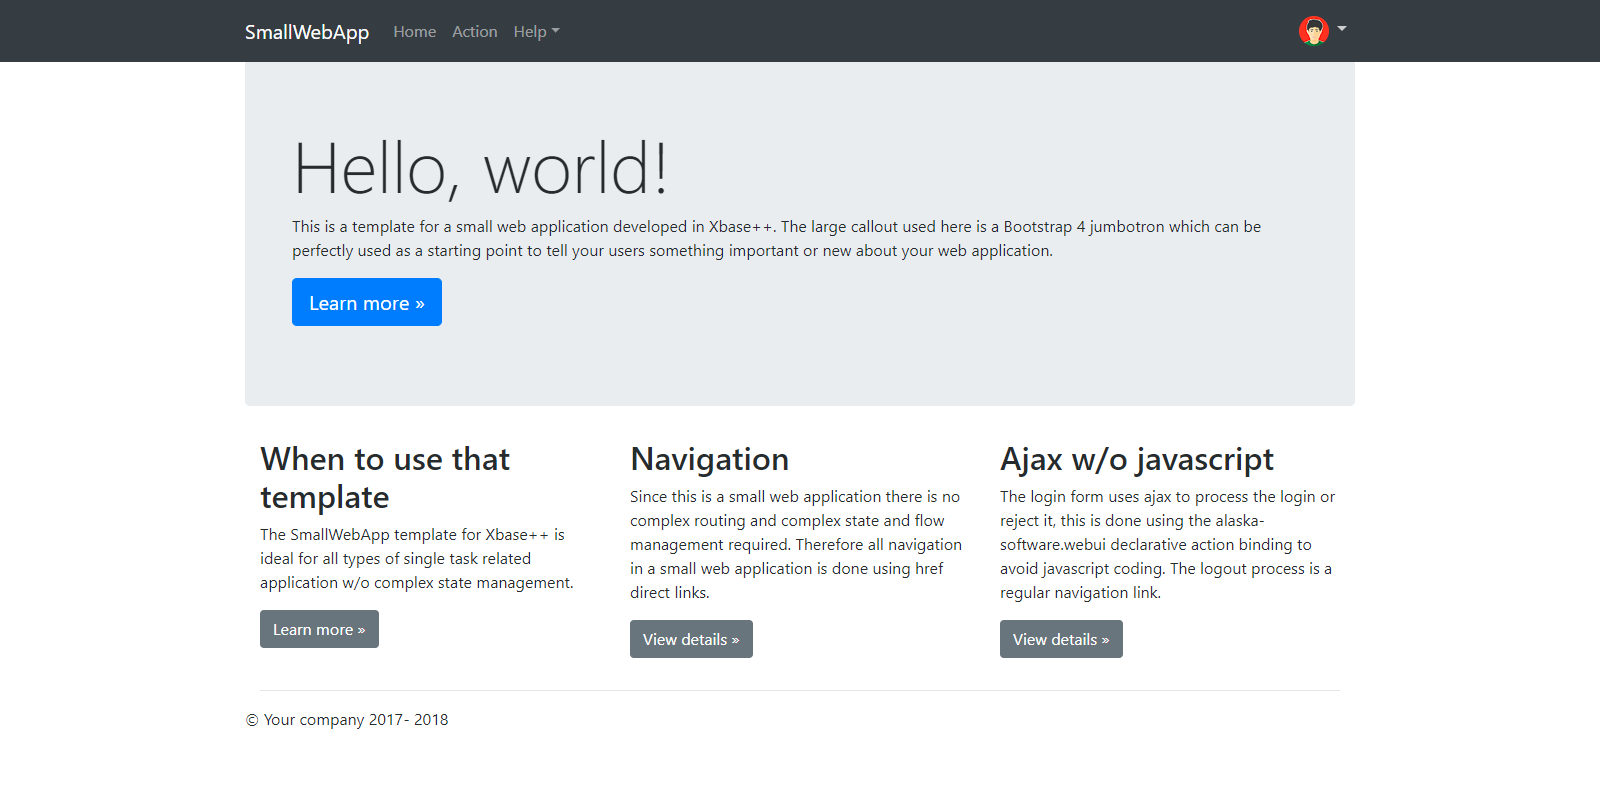 SmallWebApp Home Action Help
Hello, world!
This is a template for a small web application developed in Xbase++. The large callout used here is a Bootstrap 4 jumbotron which can be
perfectly used as a starting point to tell your users something important or new about your web application.
Learn more »
When to use that
template
The SmallWebApp template for Xbase++ is
ideal for all types of single task related
application w/o complex state management.
Learn more »
Navigation
Since this is a small web application there is no
complex routing and complex state and flow
management required. Therefore all navigation
in a small web application is done using href
direct links.
View details »
Ajax w/o javascript
The login form uses ajax to process the login or
reject it, this is done using the alaska-
software.webui declarative action binding to
avoid javascript coding. The logout process is a
regular navigation link.
View details »
© Your company 2017- 2018